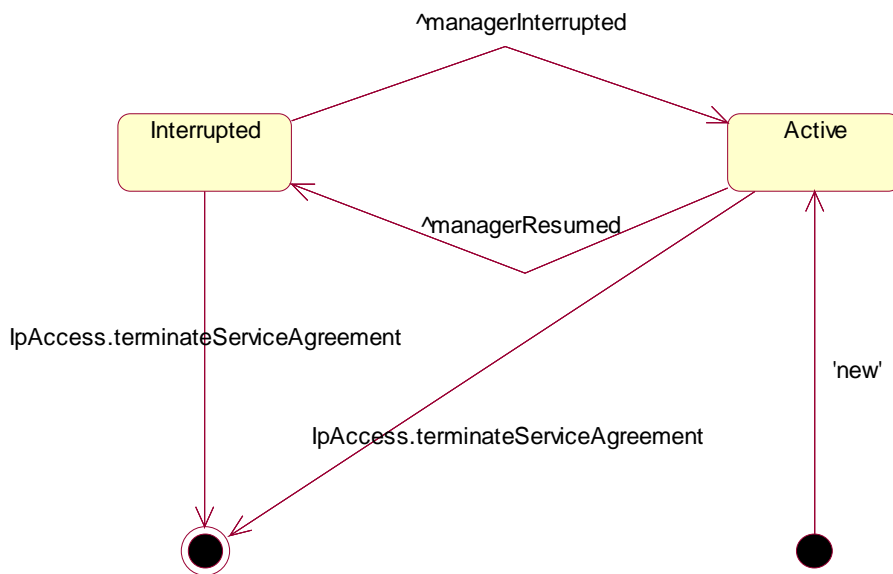 ^managerInterrupted
Interrupted
Active
^managerResumed
IpAccess.terminateServiceAgreement
'new'
IpAccess.terminateServiceAgreement